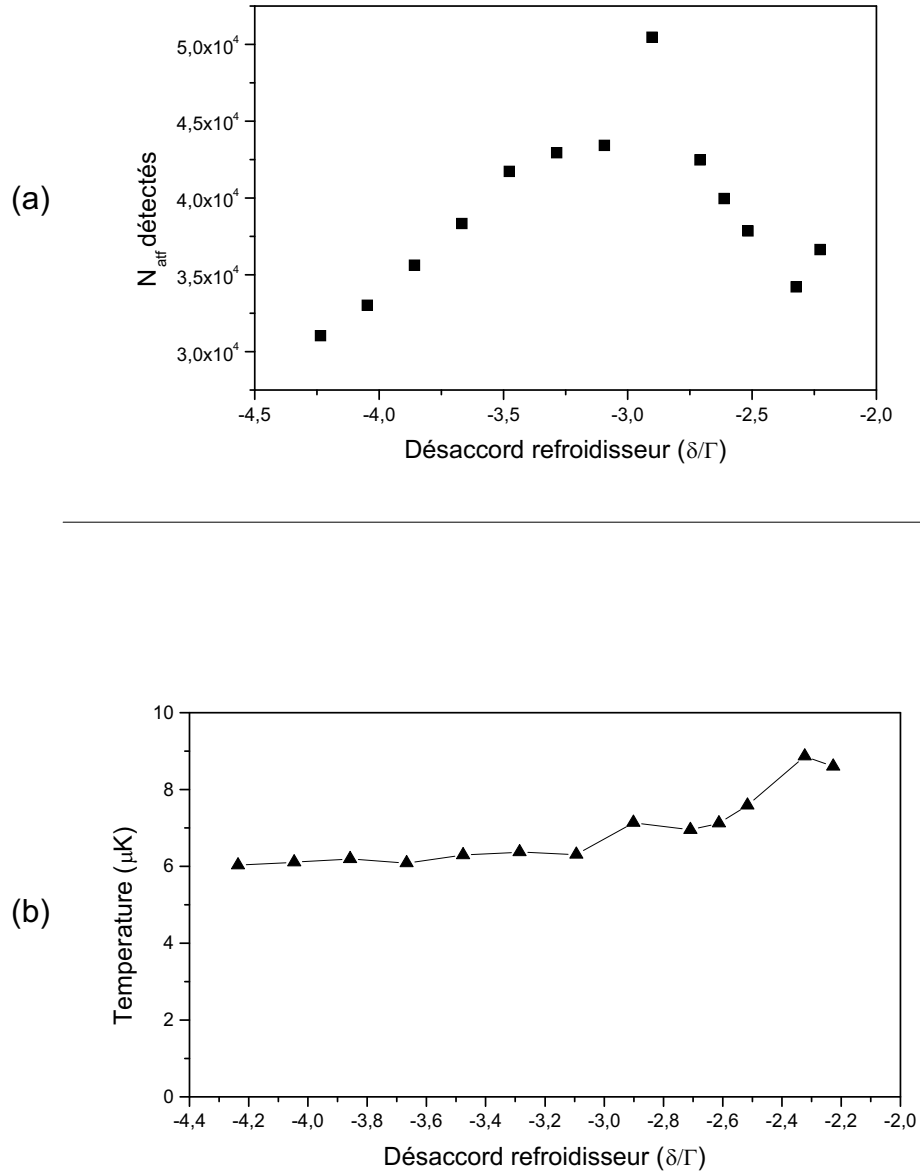 (a)
N_atf détectés
5,0x10^4
4,5x10^4
4,0x10^4
3,5x10^4
3,0x10^4
-4,5 -4,0 -3,5 -3,0 -2,5 -2,0
Désaccord refroidisseur (δ/Γ)
(b)
Temperature (μK)
10
8
6
4
2
0
-4,4 -4,2 -4,0 -3,8 -3,6 -3,4 -3,2 -3,0 -2,8 -2,6 -2,4 -2,2 -2,0
Désaccord refroidisseur (δ/Γ)